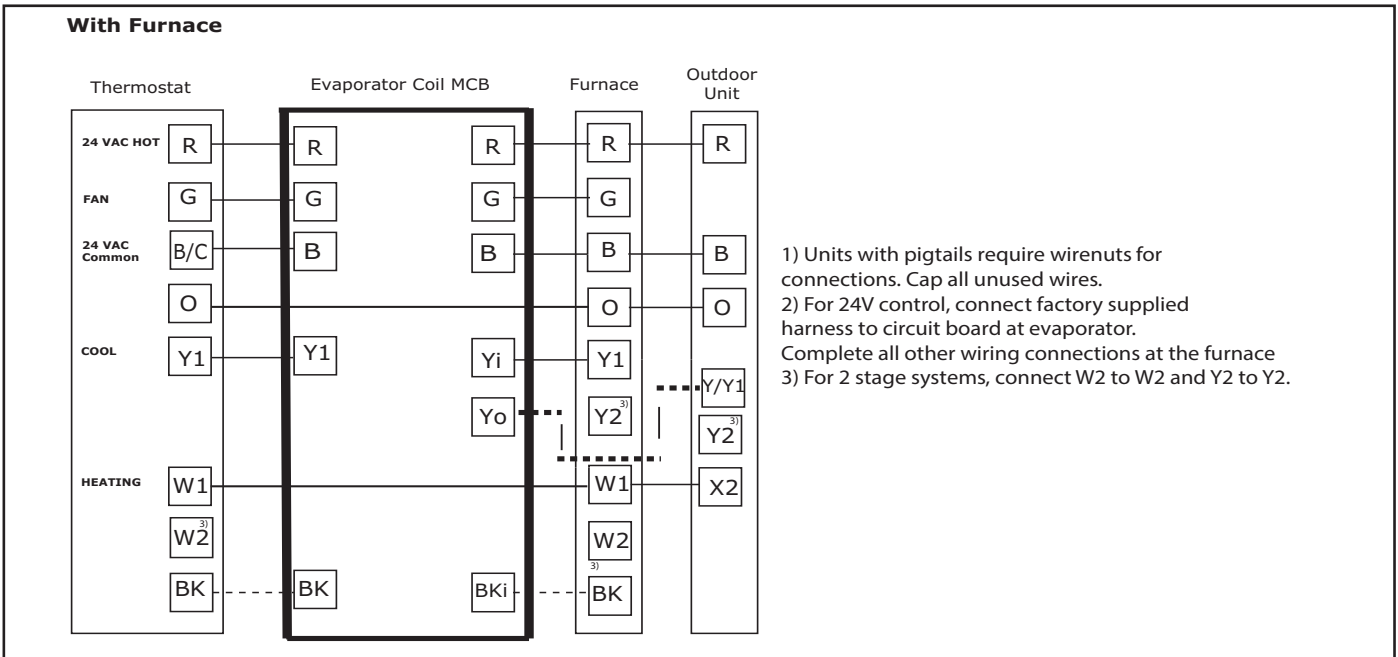 With Furnace
Thermostat
Evaporator Coil MCB
Furnace
Outdoor
Unit
24 VAC HOT R R R R R
FAN G G G G
24 VAC
Common
B/C B B B B
O O O
COOL Y1 Y1 Yi Y1 Y/Y1
Yo Y2 3) Y2 3)
HEATING W1 W1 X2
W2 3) W2
3)
BK BK BKi BK
1) Units with pigtails require wirenuts for
connections. Cap all unused wires.
2) For 24V control, connect factory supplied
harness to circuit board at evaporator.
Complete all other wiring connections at the furnace
3) For 2 stage systems, connect W2 to W2 and Y2 to Y2.